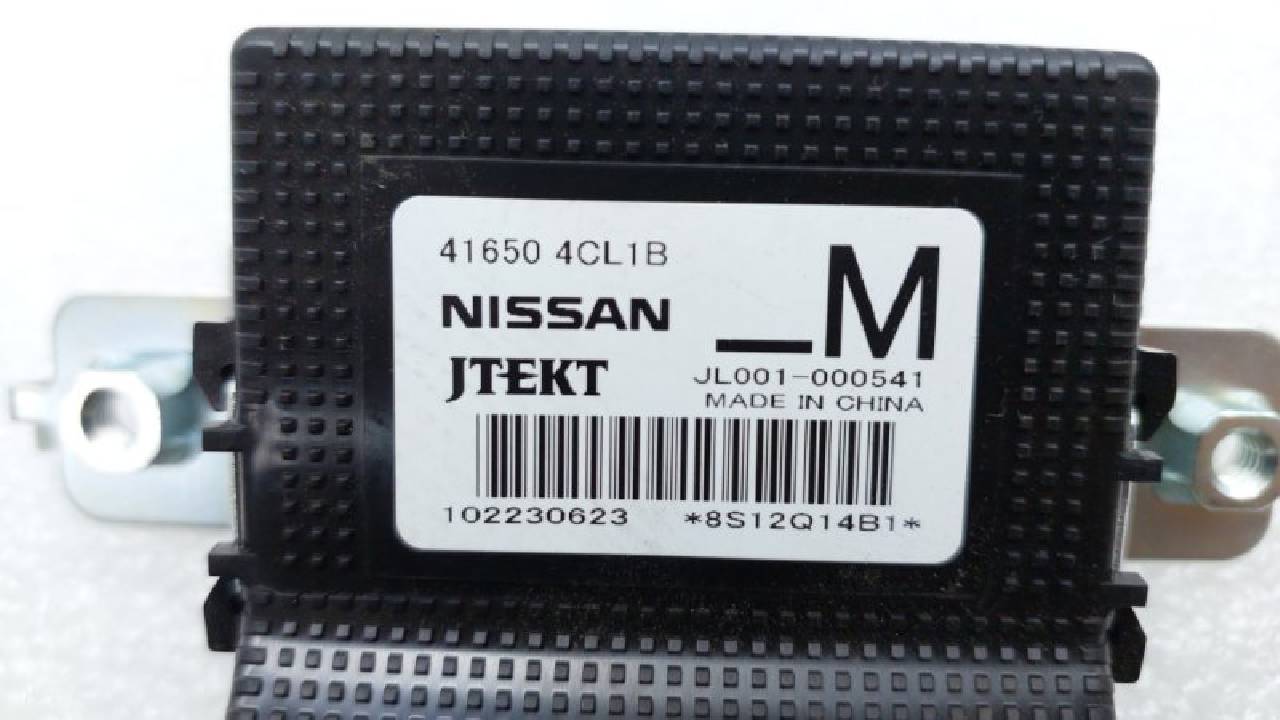 41650 4CL1B
_M
NISSAN
JTEKT
JL001-000541
MADE IN CHINA
102230623 *8S12Q14B1*